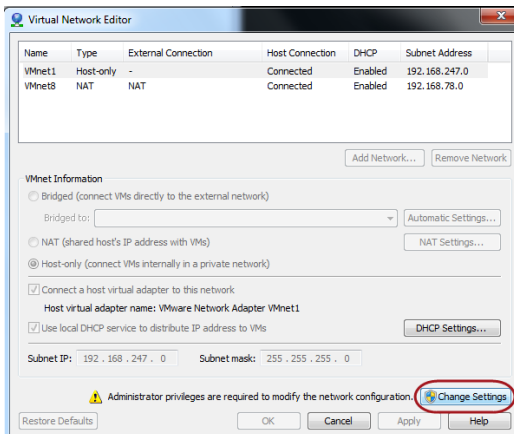 Virtual Network Editor
Name Type External Connection Host Connection DHCP Subnet Address
VMnet1 Host-only - Connected Enabled 192.168.247.0
VMnet8 NAT NAT Connected Enabled 192.168.78.0
Add Network... Remove Network
VMnet Information
Bridged (connect VMs directly to the external network)
Bridged to: Automatic Settings...
NAT (shared host's IP address with VMs) NAT Settings...
Host-only (connect VMs internally in a private network)
Connect a host virtual adapter to this network
Host virtual adapter name: VMware Network Adapter VMnet1
Use local DHCP service to distribute IP address to VMs DHCP Settings...
Subnet IP: 192 . 168 . 247 . 0 Subnet mask: 255 . 255 . 255 . 0
Administrator privileges are required to modify the network configuration. Change Settings
Restore Defaults OK Cancel Apply Help